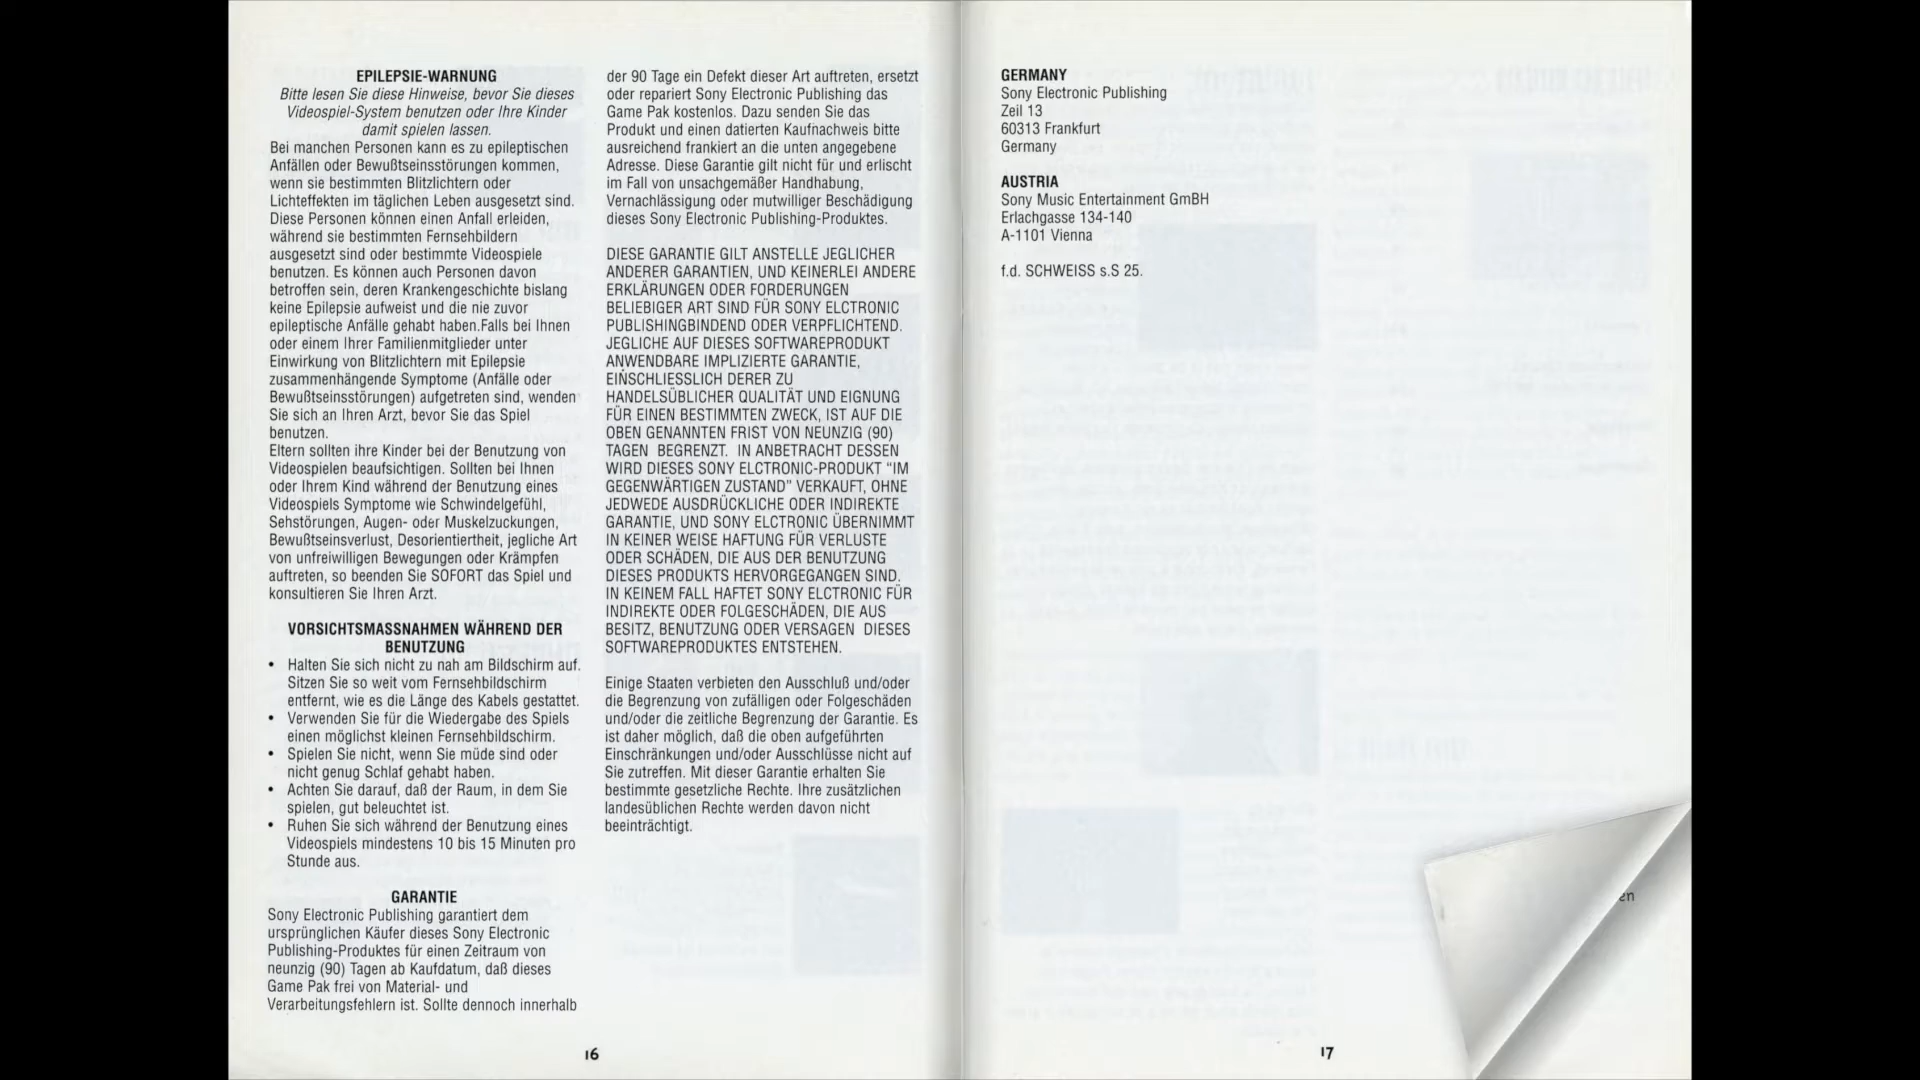 EPILEPSIE-WARNUNG
Bitte lesen Sie diese Hinweise, bevor Sie dieses
Videospiel-System benutzen oder Ihre Kinder
damit spielen lassen.
Bei manchen Personen kann es zu epileptischen
Anfällen oder Bewußtseinsstörungen kommen,
wenn sie bestimmten Blitzlichtern oder
Lichteffekten im täglichen Leben ausgesetzt sind.
Diese Personen können einen Anfall erleiden,
während sie bestimmten Fernsehbildern
ausgesetzt sind oder bestimmte Videospiele
benutzen. Es können auch Personen davon
betroffen sein, deren Krankengeschichte bislang
keine Epilepsie aufweist und die nie zuvor
epileptische Anfälle gehabt haben.Falls bei Ihnen
oder einem Ihrer Familienmitglieder unter
Einwirkung von Blitzlichtern mit Epilepsie
zusammenhängende Symptome (Anfälle oder
Bewußtseinsstörungen) aufgetreten sind, wenden
Sie sich an Ihren Arzt, bevor Sie das Spiel
benutzen.
Eltern sollten ihre Kinder bei der Benutzung von
Videospielen beaufsichtigen. Sollten bei Ihnen
oder Ihrem Kind während der Benutzung eines
Videospiels Symptome wie Schwindelgefühl,
Sehstörungen, Augen- oder Muskelzuckungen,
Bewußtseinsverlust, Desorientiertheit, jegliche Art
von unfreiwilligen Bewegungen oder Krämpfen
auftreten, so beenden Sie SOFORT das Spiel und
konsultieren Sie Ihren Arzt.
VORSICHTSMASSNAHMEN WÄHREND DER
BENUTZUNG
• Halten Sie sich nicht zu nah am Bildschirm auf.
Sitzen Sie so weit vom Fernsehbildschirm
entfernt, wie es die Länge des Kabels gestattet.
• Verwenden Sie für die Wiedergabe des Spiels
einen möglichst kleinen Fernsehbildschirm.
• Spielen Sie nicht, wenn Sie müde sind oder
nicht genug Schlaf gehabt haben.
• Achten Sie darauf, daß der Raum, in dem Sie
spielen, gut beleuchtet ist.
• Ruhen Sie sich während der Benutzung eines
Videospiels mindestens 10 bis 15 Minuten pro
Stunde aus.
GARANTIE
Sony Electronic Publishing garantiert dem
ursprünglichen Käufer dieses Sony Electronic
Publishing-Produktes für einen Zeitraum von
neunzig (90) Tagen ab Kaufdatum, daß dieses
Game Pak frei von Material- und
Verarbeitungsfehlern ist. Sollte dennoch innerhalb
der 90 Tage ein Defekt dieser Art auftreten, ersetzt
oder repariert Sony Electronic Publishing das
Game Pak kostenlos. Dazu senden Sie das
Produkt und einen datierten Kaufnachweis bitte
ausreichend frankiert an die unten angegebene
Adresse. Diese Garantie gilt nicht für und erlischt
im Fall von unsachgemäßer Handhabung,
Vernachlässigung oder mutwilliger Beschädigung
dieses Sony Electronic Publishing-Produktes.
DIESE GARANTIE GILT ANSTELLE JEGLICHER
ANDERER GARANTIEN, UND KEINERLEI ANDERE
ERKLÄRUNGEN ODER FORDERUNGEN
BELIEBIGER ART SIND FÜR SONY ELCTRONIC
PUBLISHINGBINDEND ODER VERPFLICHTEND.
JEGLICHE AUF DIESES SOFTWAREPRODUKT
ANWENDBARE IMPLIZIERTE GARANTIE,
EINSCHLIESSLICH DERER ZU
HANDELSÜBLICHER QUALITÄT UND EIGNUNG
FÜR EINEN BESTIMMTEN ZWECK, IST AUF DIE
OBEN GENANNTEN FRIST VON NEUNZIG (90)
TAGEN BEGRENZT. IN ANBETRACHT DESSEN
WIRD DIESES SONY ELCTRONIC-PRODUKT “IM
GEGENWÄRTIGEN ZUSTAND” VERKAUFT, OHNE
JEDWEDE AUSDRÜCKLICHE ODER INDIREKTE
GARANTIE, UND SONY ELCTRONIC ÜBERNIMMT
IN KEINER WEISE HAFTUNG FÜR VERLUSTE
ODER SCHÄDEN, DIE AUS DER BENUTZUNG
DIESES PRODUKTS HERVORGEGANGEN SIND.
IN KEINEM FALL HAFTET SONY ELCTRONIC FÜR
INDIREKTE ODER FOLGESCHÄDEN, DIE AUS
BESITZ, BENUTZUNG ODER VERSAGEN DIESES
SOFTWAREPRODUKTES ENTSTEHEN.
Einige Staaten verbieten den Ausschluß und/oder
die Begrenzung von zufälligen oder Folgeschäden
und/oder die zeitliche Begrenzung der Garantie. Es
ist daher möglich, daß die oben aufgeführten
Einschränkungen und/oder Ausschlüsse nicht auf
Sie zutreffen. Mit dieser Garantie erhalten Sie
bestimmte gesetzliche Rechte. Ihre zusätzlichen
landesüblichen Rechte werden davon nicht
beeinträchtigt.
16
GERMANY
Sony Electronic Publishing
Zeil 13
60313 Frankfurt
Germany
AUSTRIA
Sony Music Entertainment GmBH
Erlachgasse 134-140
A-1101 Vienna
f.d. SCHWEISS s.S 25.
17